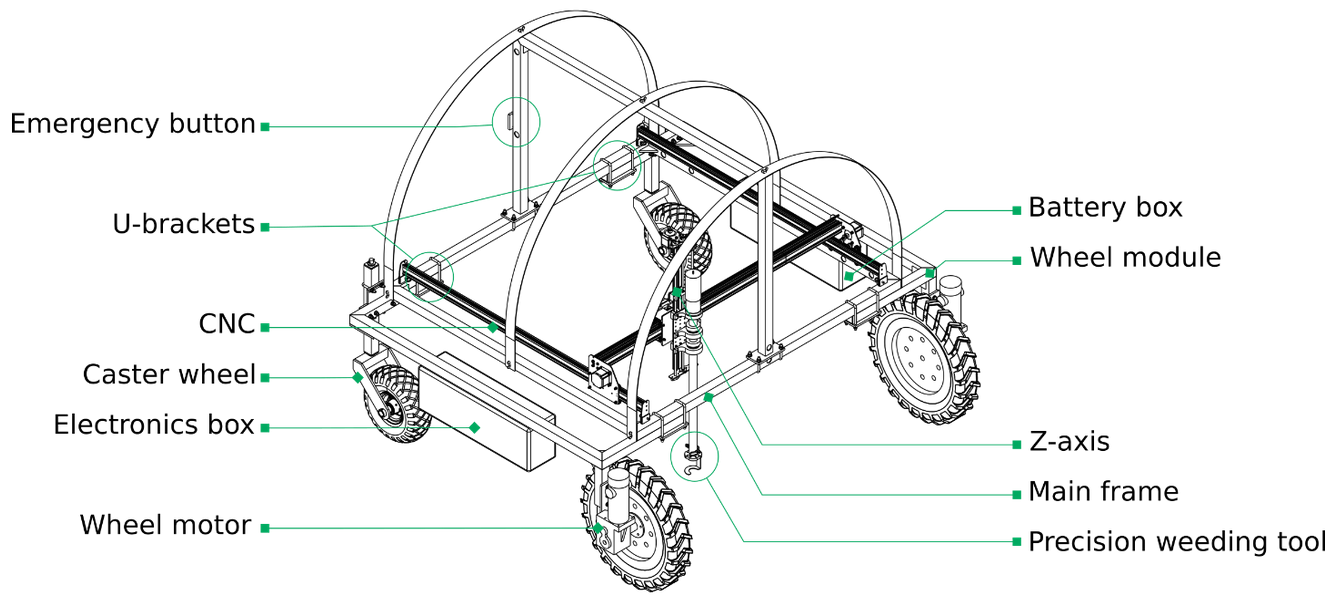 Emergency button
U-brackets
CNC
Caster wheel
Electronics box
Wheel motor
Battery box
Wheel module
Z-axis
Main frame
Precision weeding tool